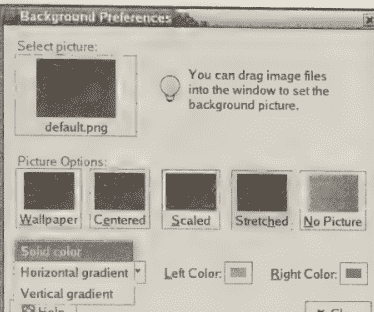 Background Preferences
Select picture:
default.png
You can drag image files
into the window to set the
background picture.
Picture Options:
Wallpaper Centered Scaled Stretched No Picture
Solid color
Horizontal gradient
Vertical gradient
Left Color: Right Color:
Help